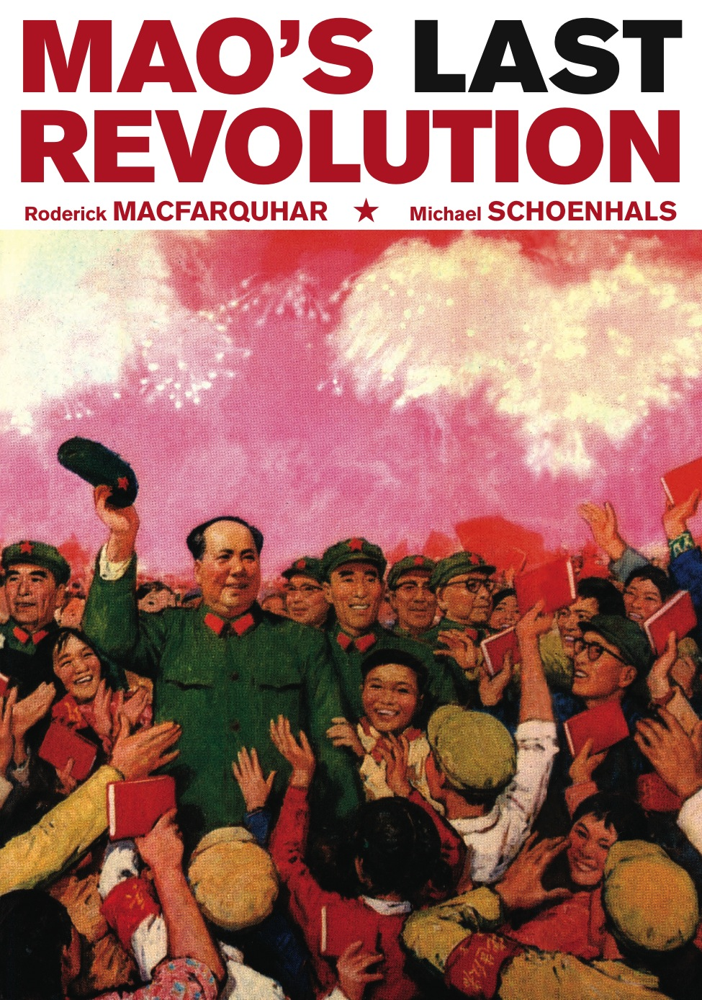 MAO’S LAST
REVOLUTION
Roderick MACFARQUHAR ★ Michael SCHOENHALS